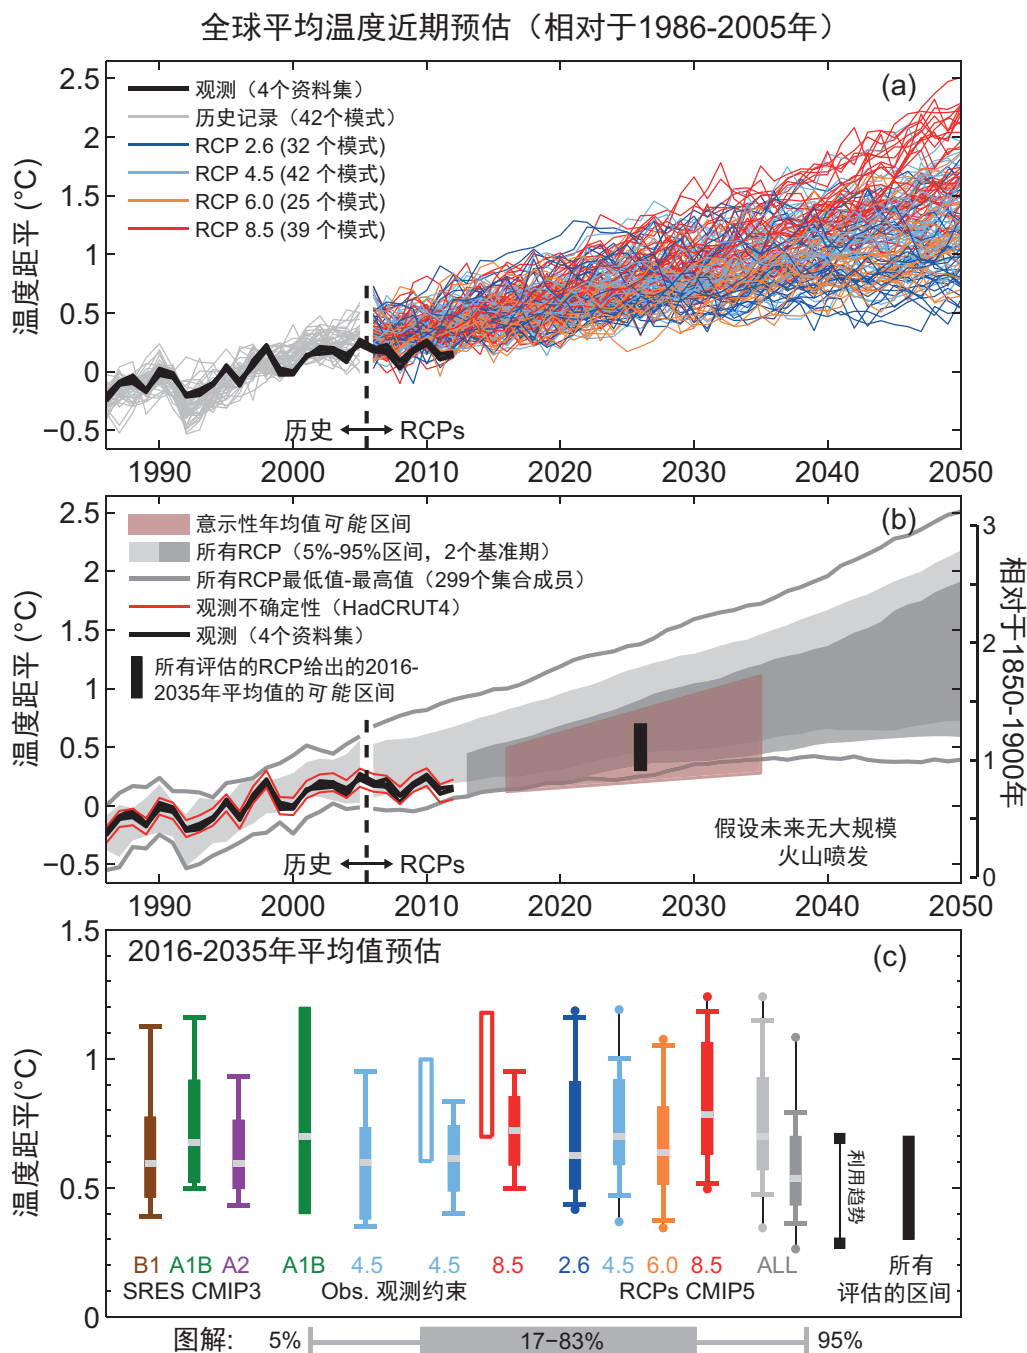 全球平均温度近期预估（相对于1986-2005年）
(a)
观测（4个资料集）
历史记录（42个模式）
RCP 2.6 (32 个模式)
RCP 4.5 (42 个模式)
RCP 6.0 (25 个模式)
RCP 8.5 (39 个模式)
温度距平 (°C)
2.5
2
1.5
1
0.5
0
−0.5
历史
RCPs
1990 2000 2010 2020 2030 2040 2050
(b)
意示性年均值可能区间
所有RCP（5%-95%区间，2个基准期）
所有RCP最低值-最高值（299个集合成员）
观测不确定性（HadCRUT4）
观测（4个资料集）
所有评估的RCP给出的2016-
2035年平均值的可能区间
温度距平 (°C)
2.5
2
1.5
1
0.5
0
−0.5
3
2
1
0
相对于1850-1900年
假设未来无大规模
火山喷发
历史
RCPs
1990 2000 2010 2020 2030 2040 2050
2016-2035年平均值预估
(c)
温度距平(°C)
1.5
1
0.5
0
利用趋势
B1 A1B A2 A1B 4.5 4.5 8.5 2.6 4.5 6.0 8.5 ALL 所有
SRES CMIP3 Obs. 观测约束 RCPs CMIP5 评估的区间
图解: 5% 17−83% 95%